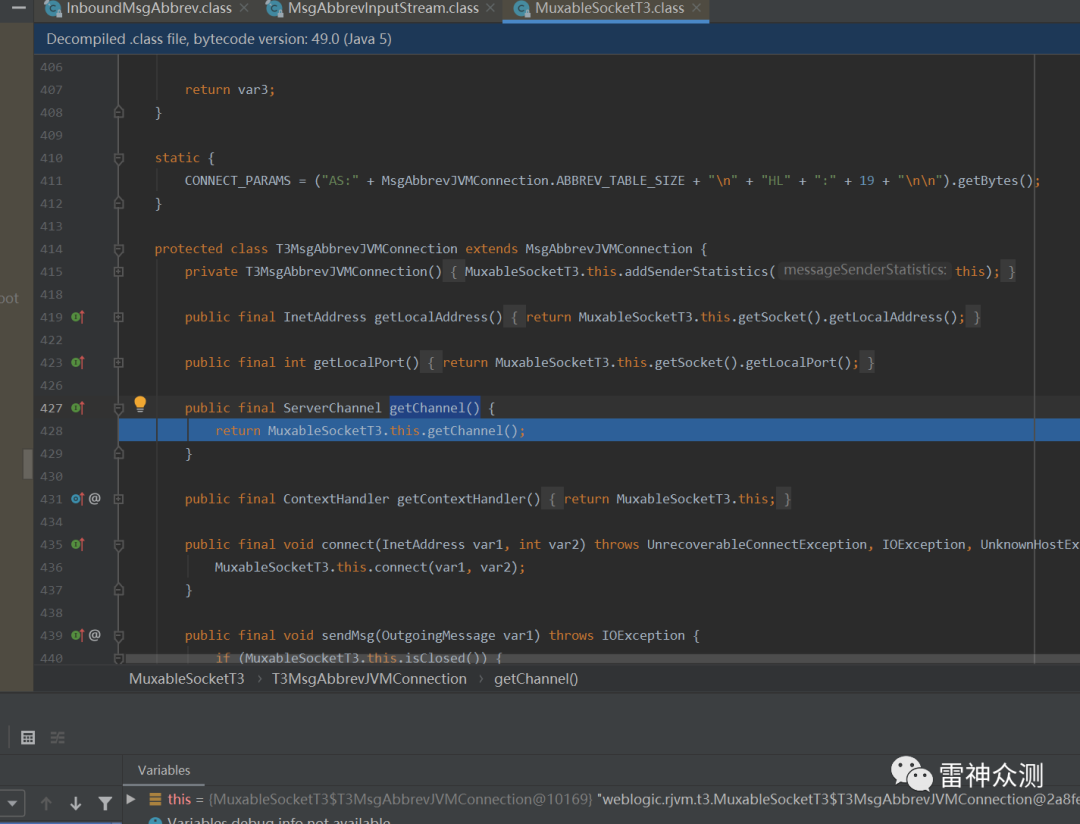 InboundMsgAbbrev.class × MsgAbbrevInputStream.class × MuxableSocketT3.class ×
Decompiled .class file, bytecode version: 49.0 (Java 5)
406
407 return var3;
408 }
409
410 static {
411 CONNECT_PARAMS = ("AS:" + MsgAbbrevJVMConnection.ABBREV_TABLE_SIZE + "\n" + "HL" + ":" + 19 + "\n\n").getBytes();
412 }
413
414 protected class T3MsgAbbrevJVMConnection extends MsgAbbrevJVMConnection {
415 private T3MsgAbbrevJVMConnection() { MuxableSocketT3.this.addSenderStatistics( messageSenderStatistics: this); }
418
419 public final InetAddress getLocalAddress() { return MuxableSocketT3.this.getSocket().getLocalAddress(); }
422
423 public final int getLocalPort() { return MuxableSocketT3.this.getSocket().getLocalPort(); }
426
427 public final ServerChannel getChannel() {
428 return MuxableSocketT3.this.getChannel();
429 }
430
431 @ public final ContextHandler getContextHandler() { return MuxableSocketT3.this; }
434
435 public final void connect(InetAddress var1, int var2) throws UnrecoverableConnectException, IOException, UnknownHostEx
436 MuxableSocketT3.this.connect(var1, var2);
437 }
438
439 @ public final void sendMsg(OutgoingMessage var1) throws IOException {
440 if (MuxableSocketT3.this.isClosed()) {
MuxableSocketT3 › T3MsgAbbrevJVMConnection › getChannel()
Variables
雷神众测
this = {MuxableSocketT3$T3MsgAbbrevJVMConnection@10169} "weblogic.rjvm.t3.MuxableSocketT3$T3MsgAbbrevJVMConnection@2a8fe
Variables debug info not available